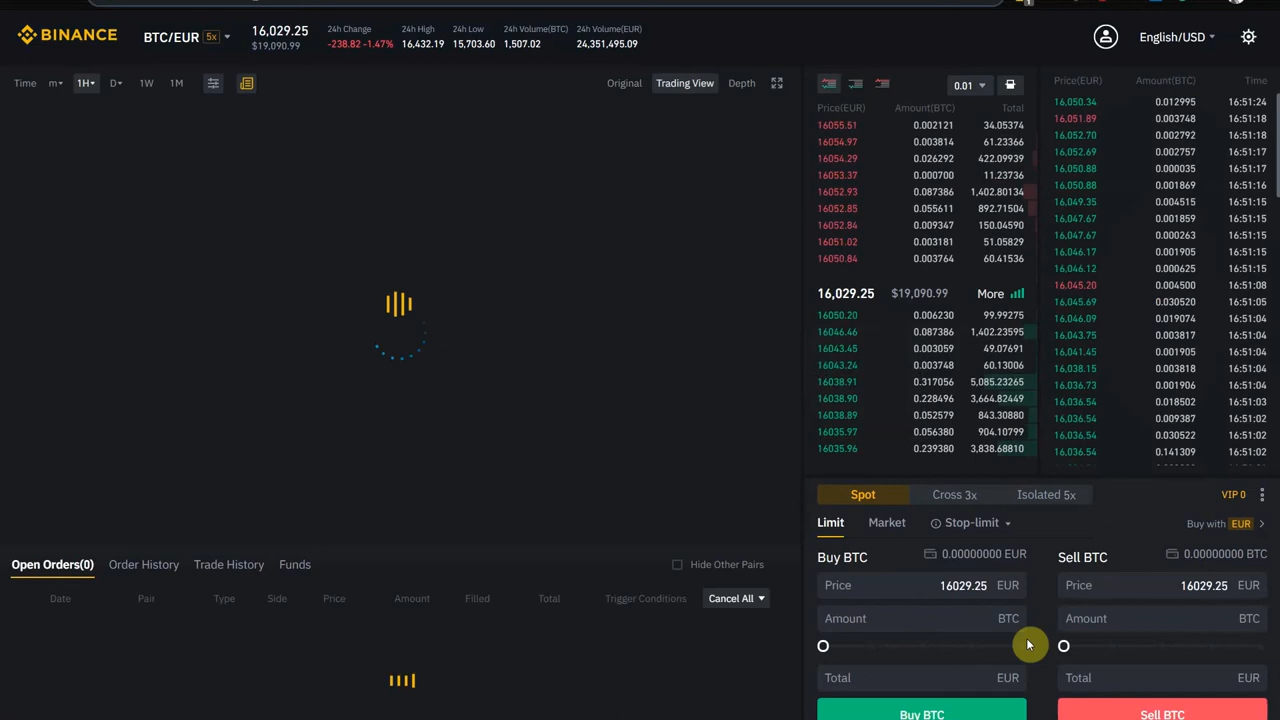 BINANCE BTC/EUR 5x 16,029.25 $19,090.99 24h Change -238.82 -1.47% 24h High 16,432.19 24h Low 15,703.60 24h Volume(BTC) 1,507.02 24h Volume(EUR) 24,351,495.09 English/USD
Time m 1H D 1W 1M Original Trading View Depth
0.01
Price(EUR) Amount(BTC) Total
16055.51 0.002121 34.05374
16054.97 0.003814 61.23366
16054.29 0.026292 422.09939
16053.37 0.000700 11.23736
16052.93 0.087386 1,402.80134
16052.85 0.055611 892.71504
16052.84 0.009347 150.04590
16051.02 0.003181 51.05829
16050.84 0.003764 60.41536
16,029.25 $19,090.99 More
16050.20 0.006230 99.99275
16046.46 0.087386 1,402.23595
16043.45 0.003059 49.07691
16043.24 0.003748 60.13006
16038.91 0.317056 5,085.23265
16038.90 0.228496 3,664.82449
16038.89 0.052579 843.30880
16035.97 0.056380 904.10799
16035.96 0.239380 3,838.68810
Price(EUR) Amount(BTC) Time
16,050.34 0.012995 16:51:24
16,051.89 0.003748 16:51:18
16,052.70 0.002792 16:51:18
16,052.69 0.002757 16:51:17
16,050.88 0.000035 16:51:17
16,050.88 0.001869 16:51:16
16,049.35 0.004515 16:51:15
16,047.67 0.001859 16:51:15
16,047.67 0.000263 16:51:15
16,046.17 0.001905 16:51:15
16,046.12 0.000625 16:51:15
16,045.20 0.004500 16:51:08
16,045.69 0.030520 16:51:05
16,046.09 0.019074 16:51:04
16,043.75 0.003817 16:51:04
16,041.45 0.001905 16:51:04
16,038.15 0.003818 16:51:04
16,036.73 0.001906 16:51:04
16,036.54 0.018502 16:51:03
16,036.54 0.009387 16:51:02
16,036.54 0.030522 16:51:02
16,036.54 0.141309 16:51:02
Spot Cross 3x Isolated 5x VIP 0
Limit Market Stop-limit Buy with EUR
Buy BTC 0.00000000 EUR Sell BTC 0.00000000 BTC
Price 16029.25 EUR Price 16029.25 EUR
Amount BTC Amount BTC
Total EUR Total EUR
Buy BTC Sell BTC
Open Orders(0) Order History Trade History Funds Hide Other Pairs
Date Pair Type Side Price Amount Filled Total Trigger Conditions Cancel All